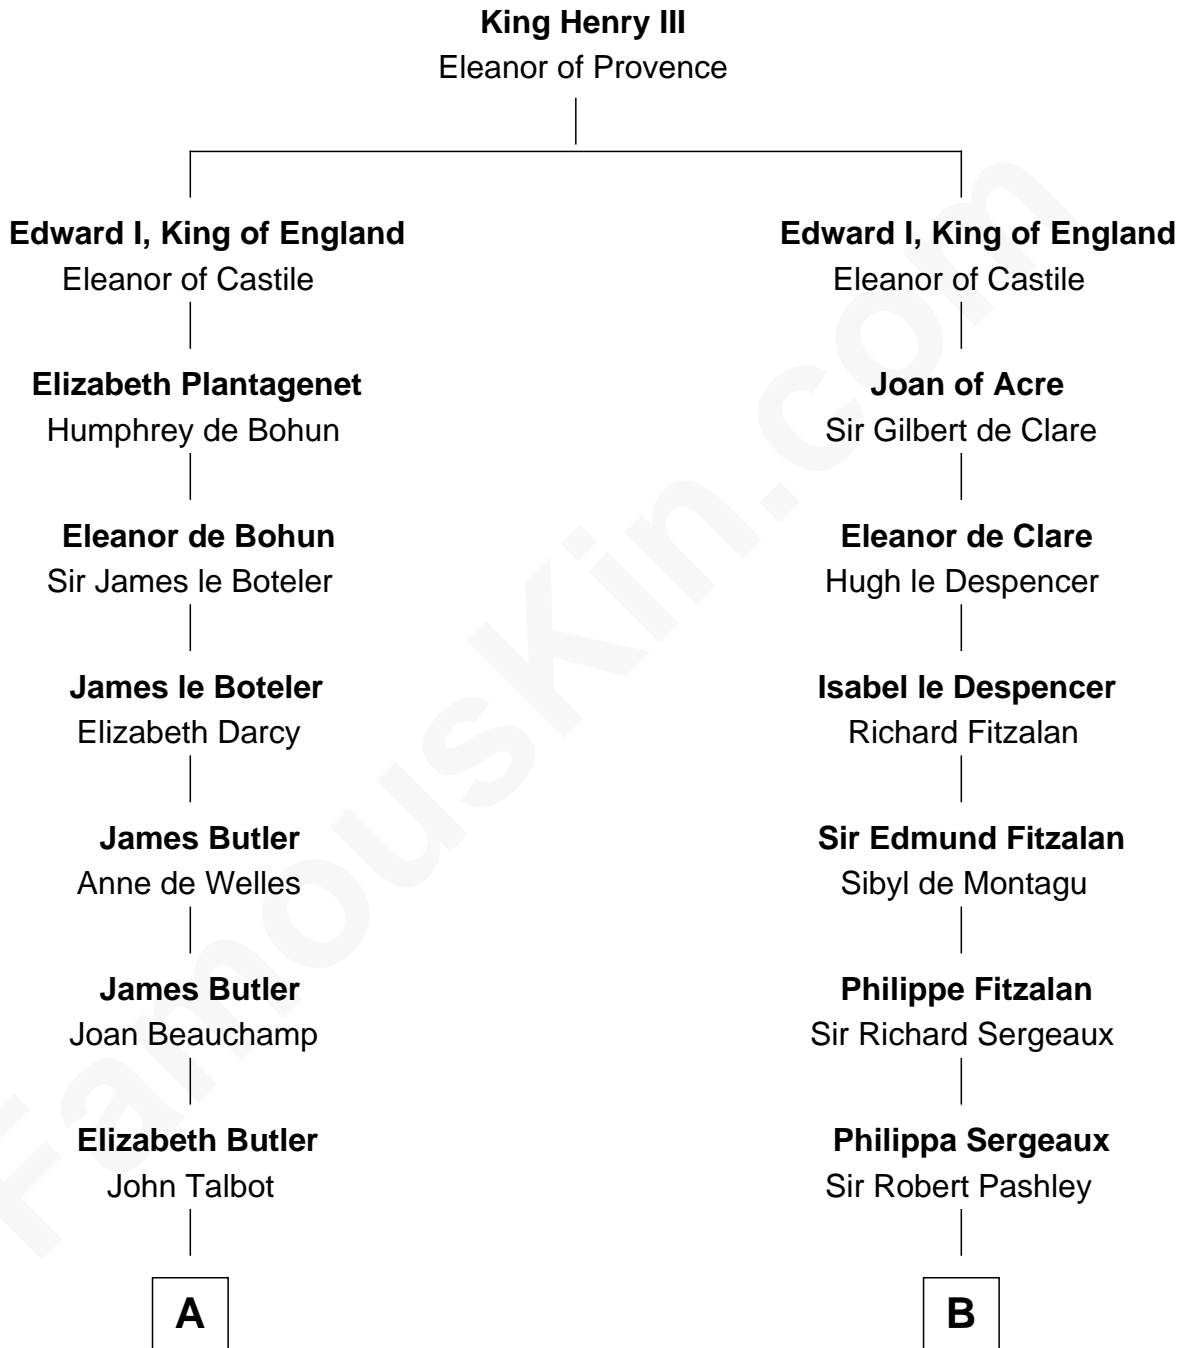 King Henry III
Eleanor of Provence
Edward I, King of England
Eleanor of Castile
Edward I, King of England
Eleanor of Castile
Elizabeth Plantagenet
Humphrey de Bohun
Joan of Acre
Sir Gilbert de Clare
Eleanor de Bohun
Sir James le Boteler
Eleanor de Clare
Hugh le Despencer
James le Boteler
Elizabeth Darcy
Isabel le Despencer
Richard Fitzalan
James Butler
Anne de Welles
Sir Edmund Fitzalan
Sibyl de Montagu
James Butler
Joan Beauchamp
Philippe Fitzalan
Sir Richard Sergeaux
Elizabeth Butler
John Talbot
Philippa Sergeaux
Sir Robert Pashley
A
B
FamousKin.com